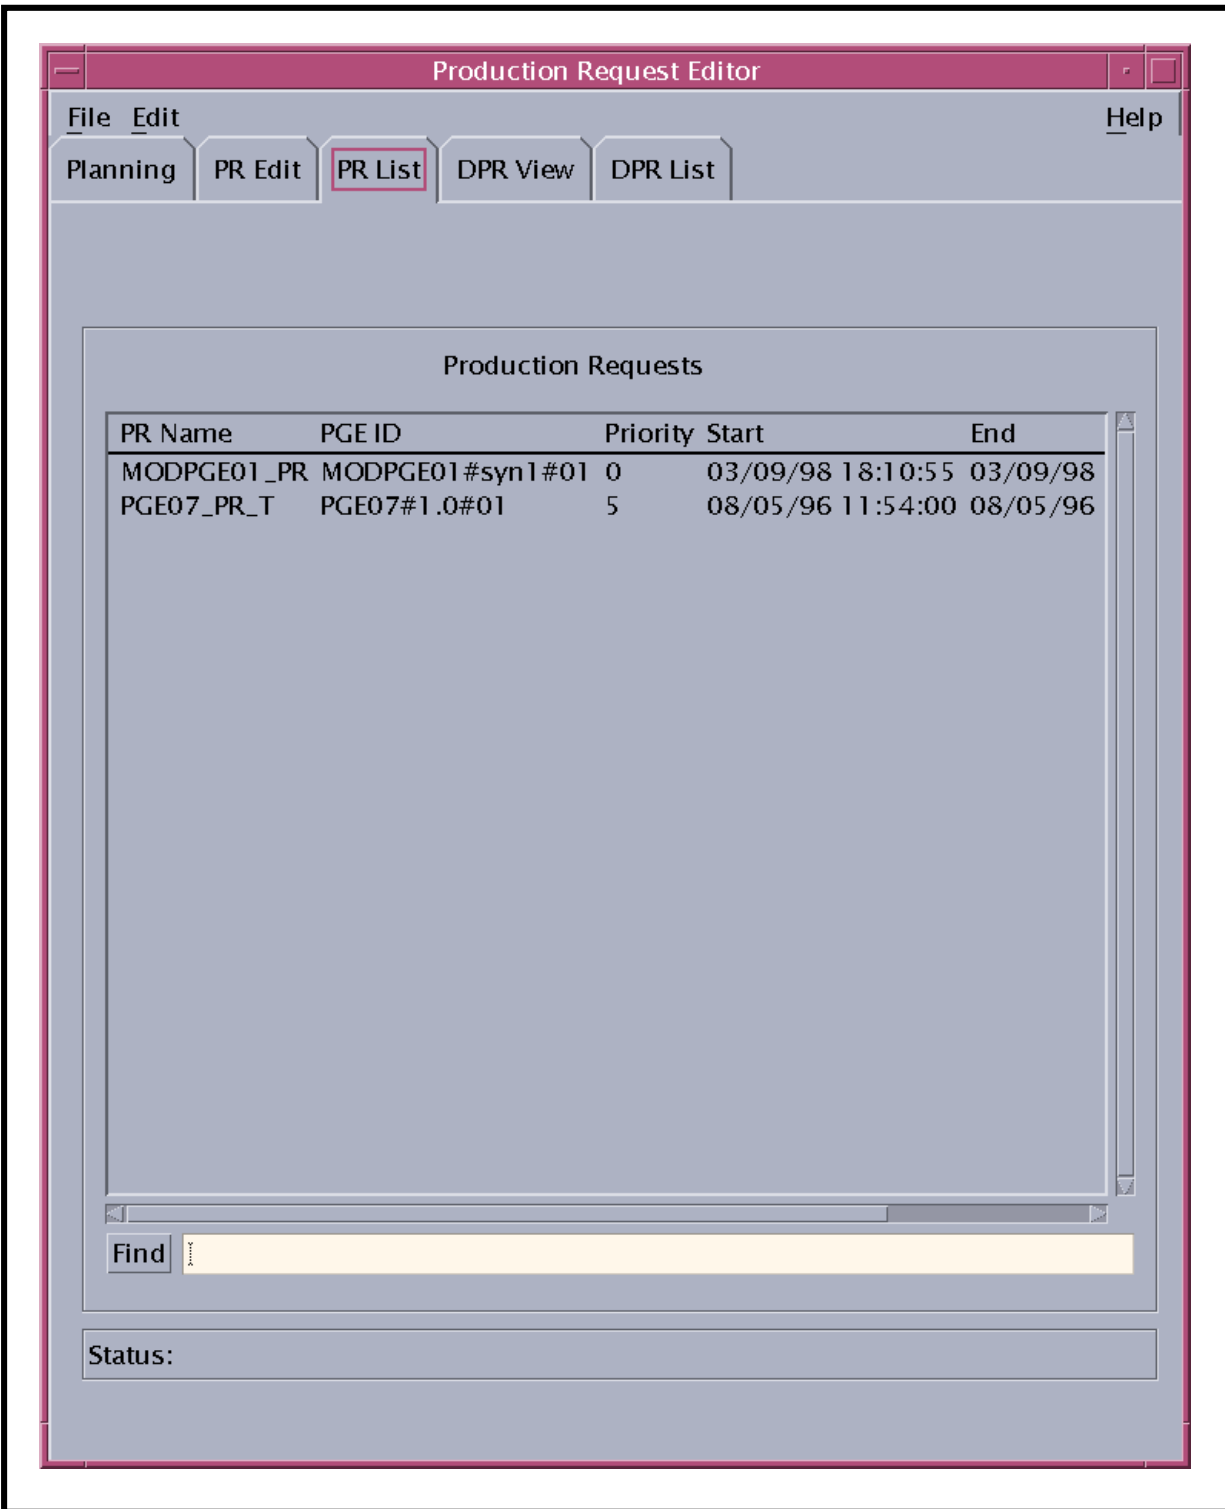 Production Request Editor
File Edit Help
Planning PR Edit PR List DPR View DPR List
Production Requests
PR Name PGE ID Priority Start End
MODPGE01_PR MODPGE01#syn1#01 0 03/09/98 18:10:55 03/09/98
PGE07_PR_T PGE07#1.0#01 5 08/05/96 11:54:00 08/05/96
Find
Status: